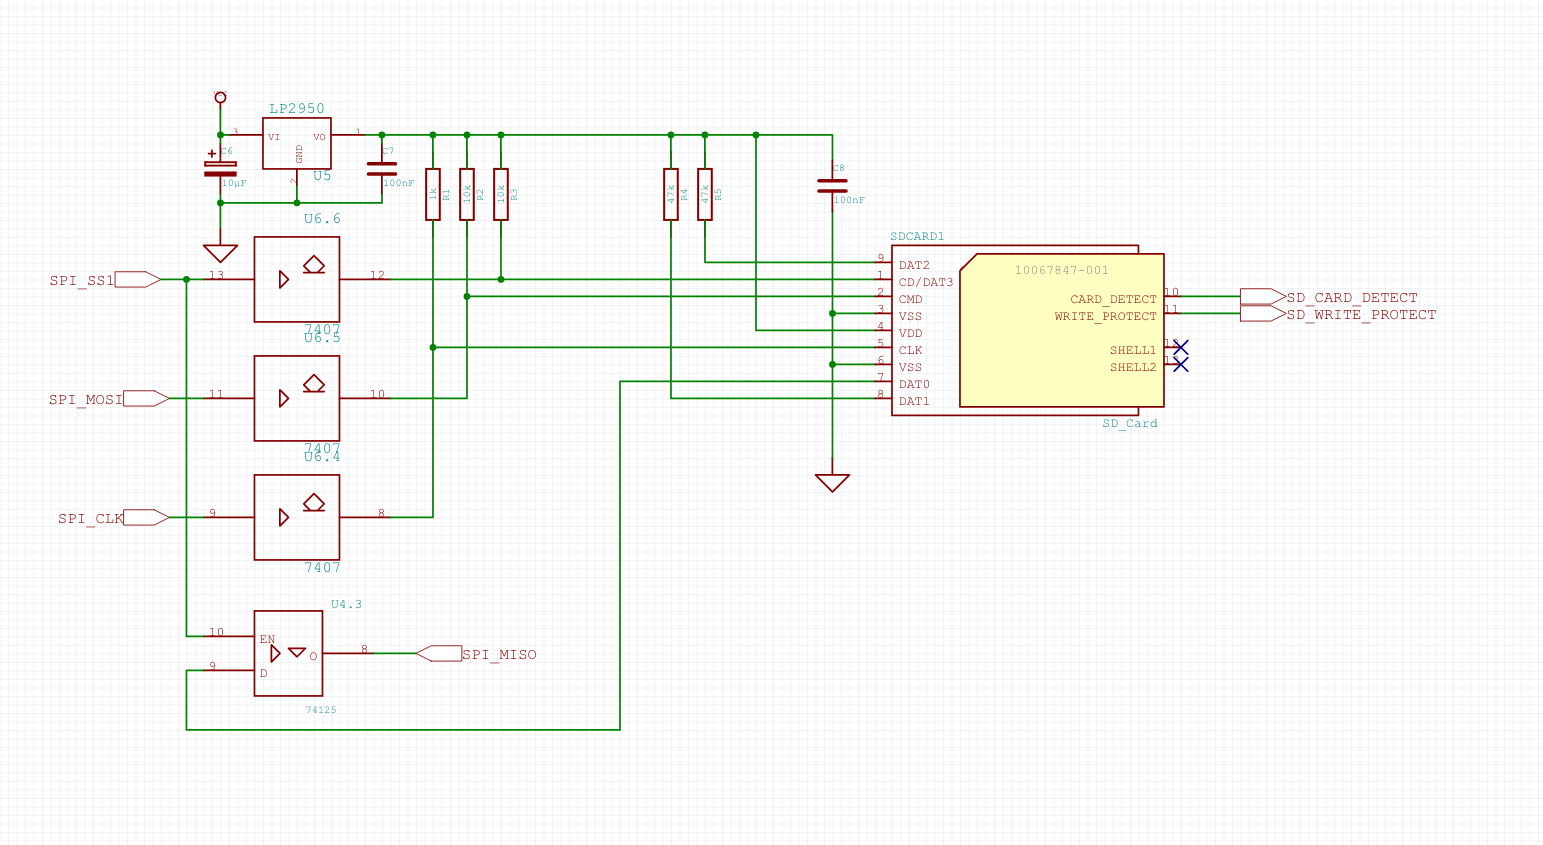 VCC
LP2950
3
VI
VO
1
GND
2
U5
+
C6
10µF
C7
100nF
1k
R1
10k
R2
10k
R3
47k
R4
47k
R5
C8
100nF
U6.6
SPI_SS1
13
12
7407
U6.5
SPI_MOSI
11
10
7407
U6.4
SPI_CLK
9
8
7407
U4.3
10
EN
9
D
O
8
SPI_MISO
74125
SDCARD1
10067847-001
9
DAT2
1
CD/DAT3
2
CMD
3
VSS
4
VDD
5
CLK
6
VSS
7
DAT0
8
DAT1
CARD_DETECT
10
SD_CARD_DETECT
WRITE_PROTECT
11
SD_WRITE_PROTECT
SHELL1
SHELL2
SD_Card